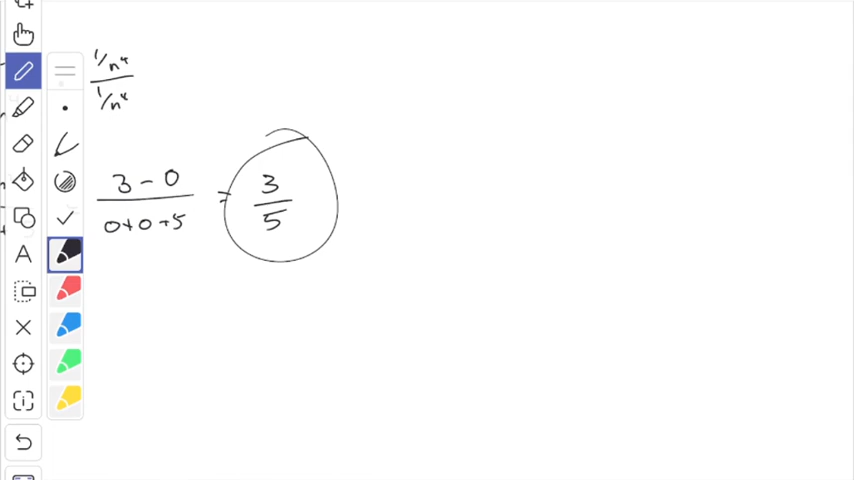 1/n⁴
1/n⁴
3 - 0
0+0+5
= 3
5
A